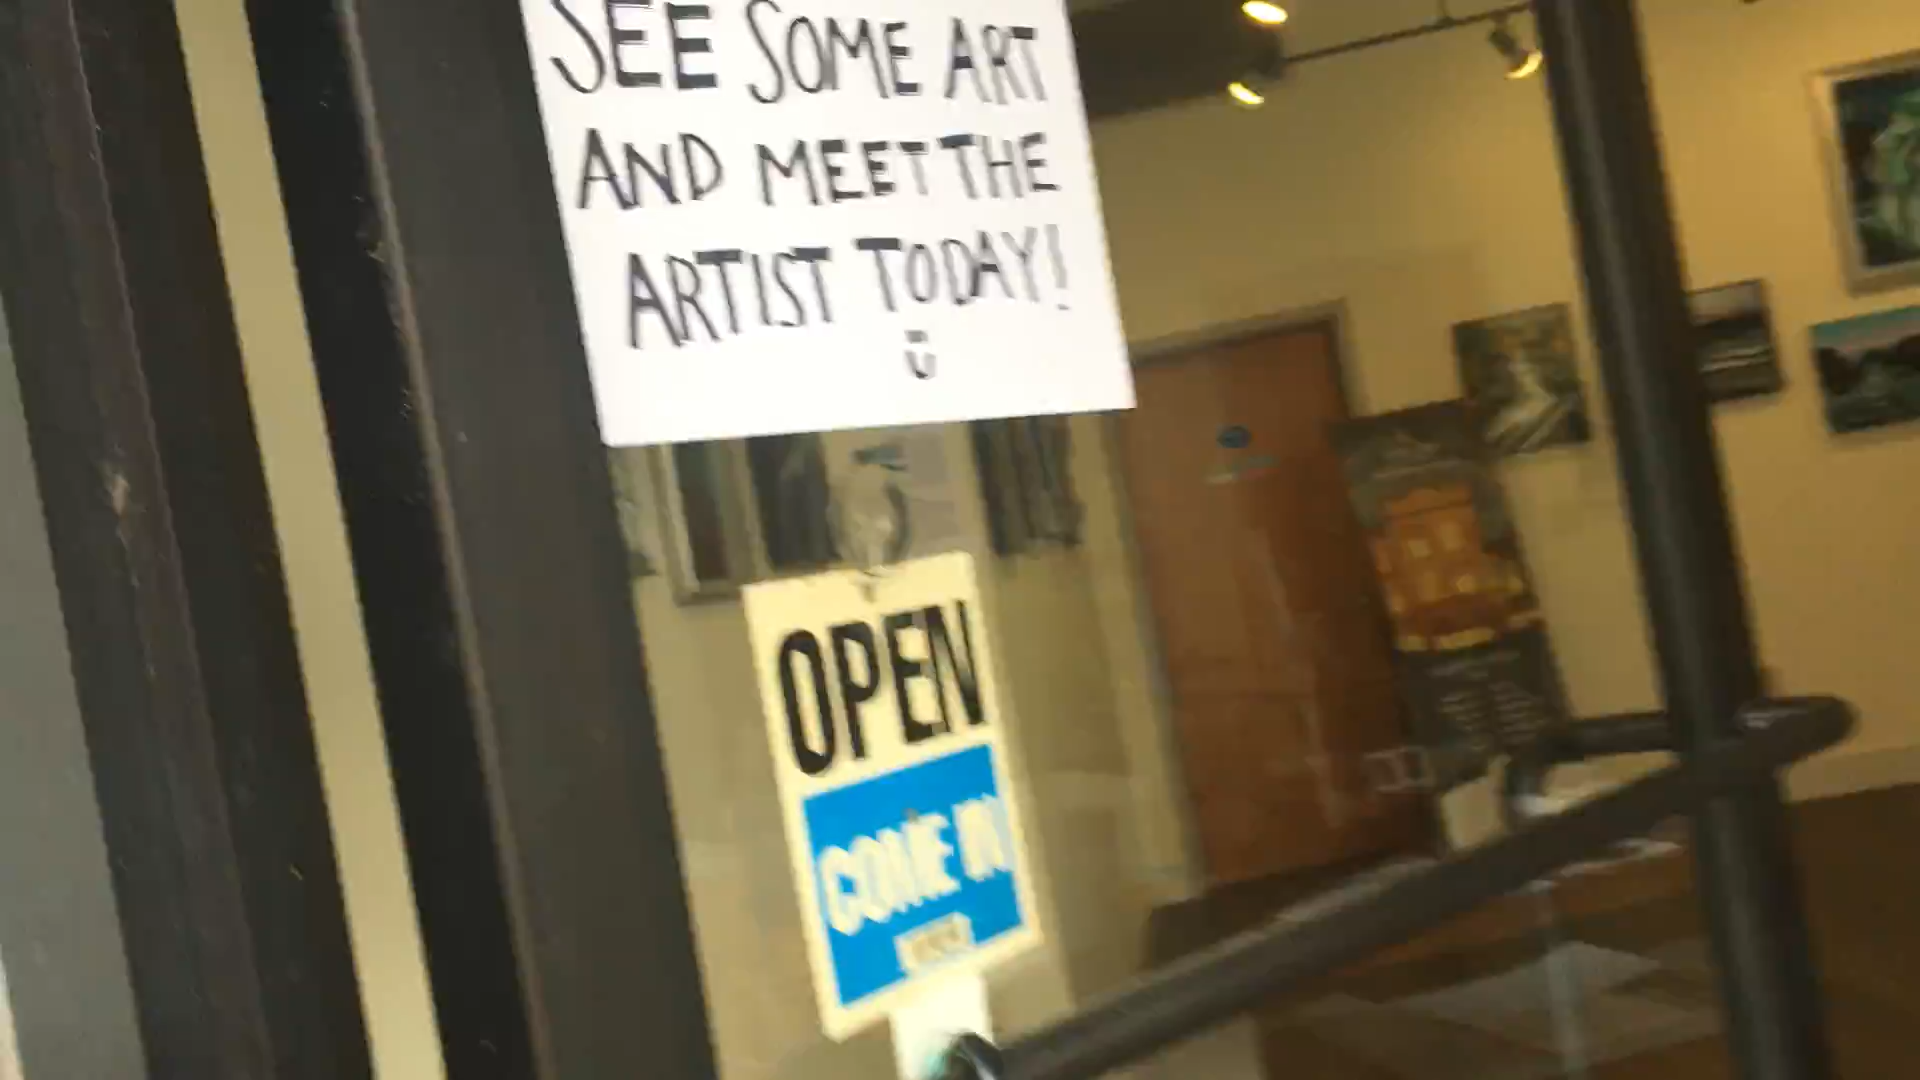 SEE SOME ART
AND MEET THE
ARTIST TODAY!
OPEN
COME IN